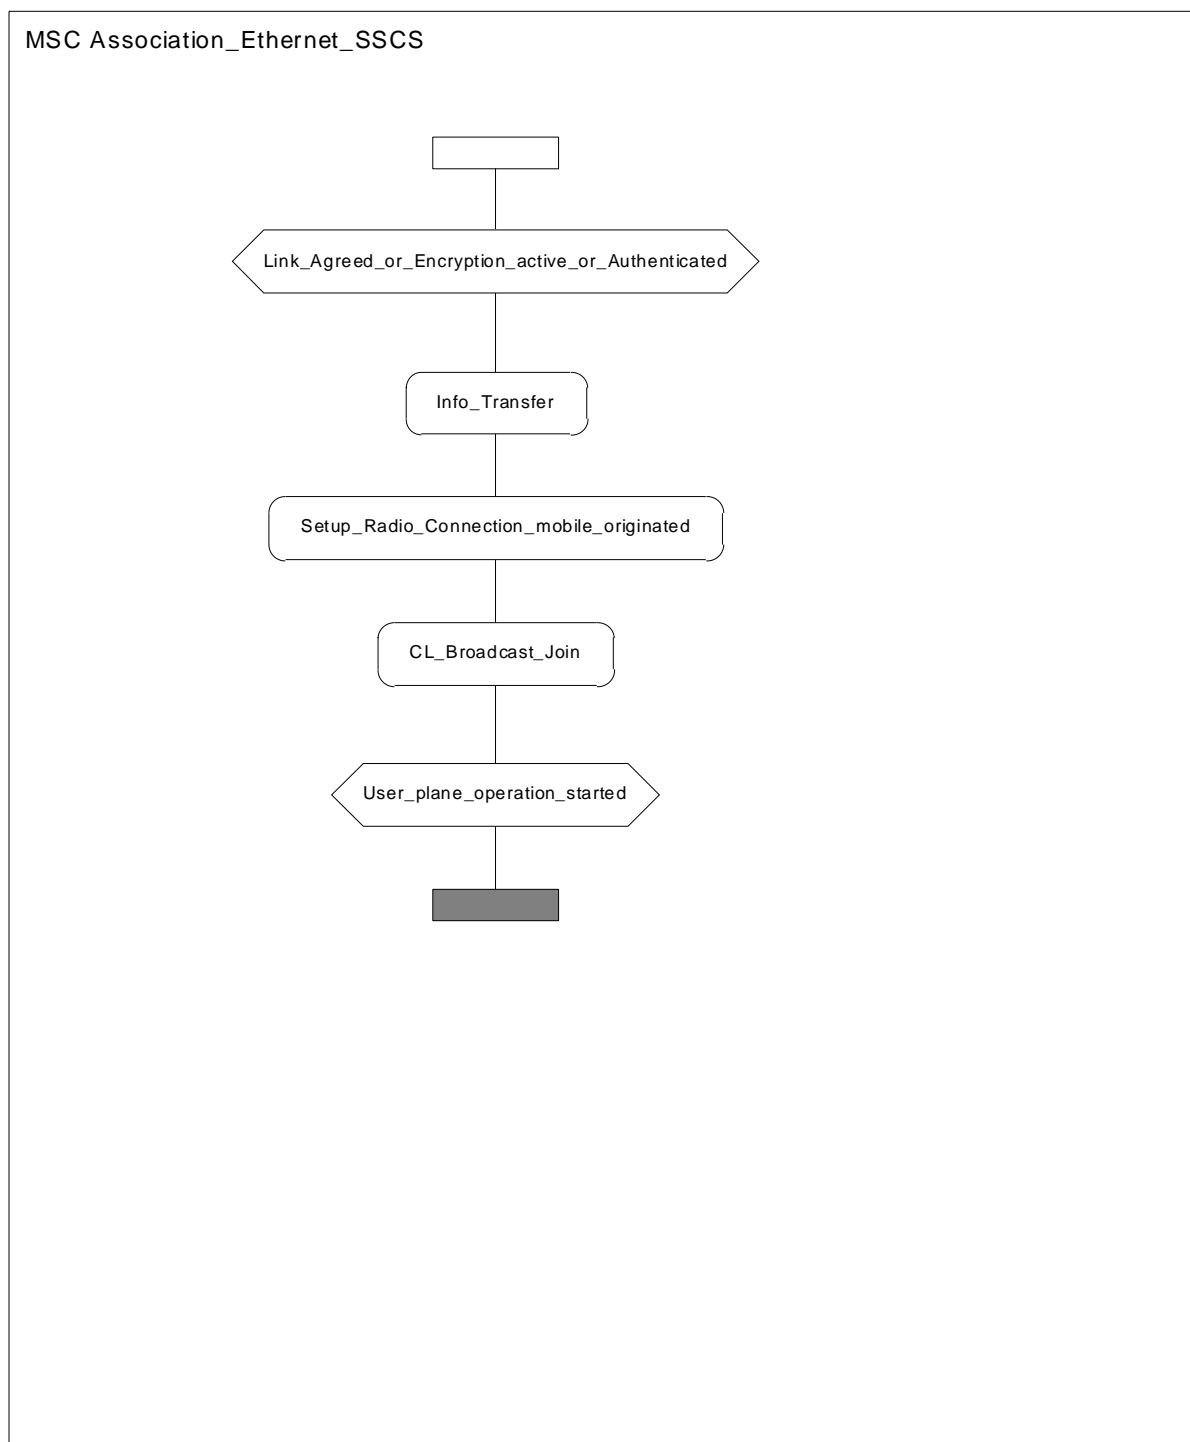 MSC Association_Ethernet_SSCS
Link_Agreed_or_Encryption_active_or_Authenticated
Info_Transfer
Setup_Radio_Connection_mobile_originated
CL_Broadcast_Join
User_plane_operation_started